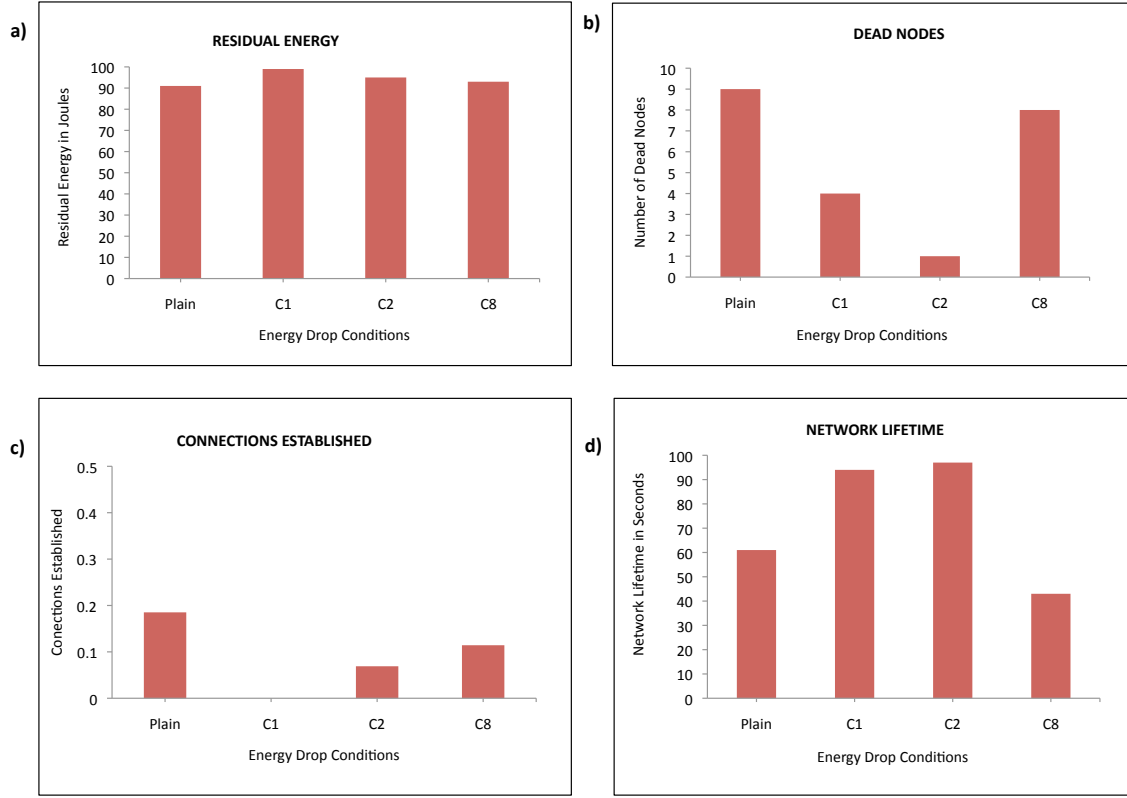 a)
RESIDUAL ENERGY
Residual Energy in Joules
100
90
80
70
60
50
40
30
20
10
0
Plain C1 C2 C8
Energy Drop Conditions
b)
DEAD NODES
Number of Dead Nodes
10
9
8
7
6
5
4
3
2
1
0
Plain C1 C2 C8
Energy Drop Conditions
c)
CONNECTIONS ESTABLISHED
Conections Established
0.5
0.4
0.3
0.2
0.1
0
Plain C1 C2 C8
Energy Drop Conditions
d)
NETWORK LIFETIME
Network Lifetime in Seconds
100
90
80
70
60
50
40
30
20
10
0
Plain C1 C2 C8
Energy Drop Conditions